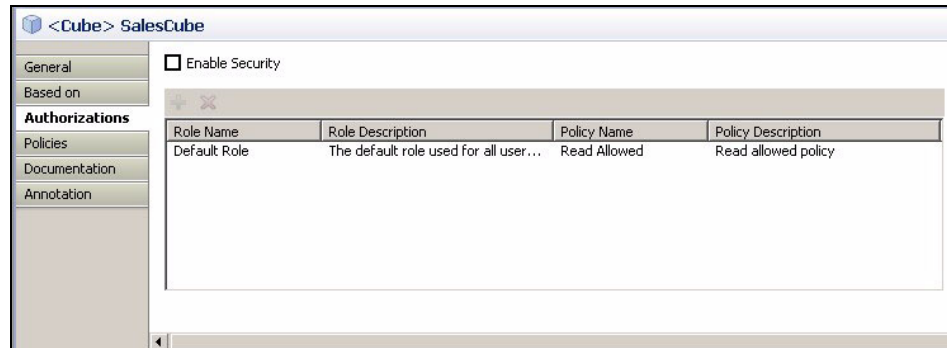 <Cube> SalesCube
General
Based on
Authorizations
Policies
Documentation
Annotation
Enable Security
Role Name Role Description Policy Name Policy Description
Default Role The default role used for all user... Read Allowed Read allowed policy